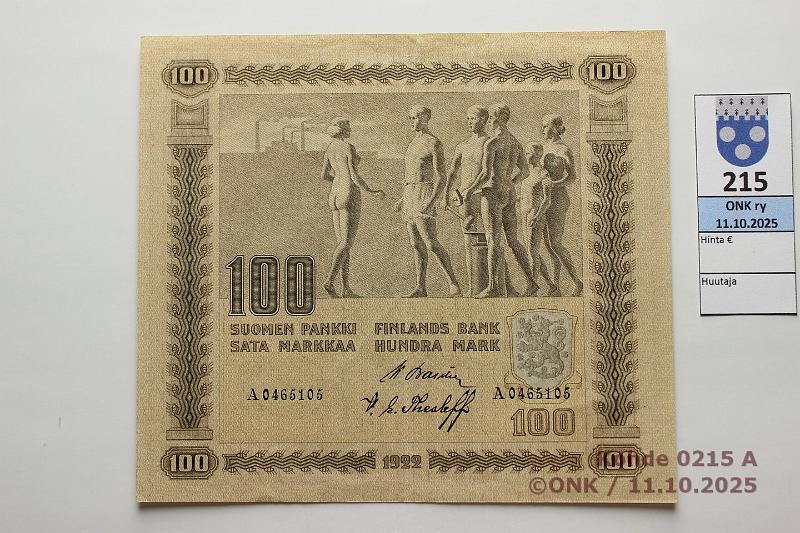 100
100
100
SUOMEN PANKKI FINLANDS BANK
SATA MARKKAA HUNDRA MARK
A0465105 A0465105
100
100 1922 100
215
ONK ry
11.10.2025
Hinta €
Huutaja
Kohde 0215 A
©ONK / 11.10.2025